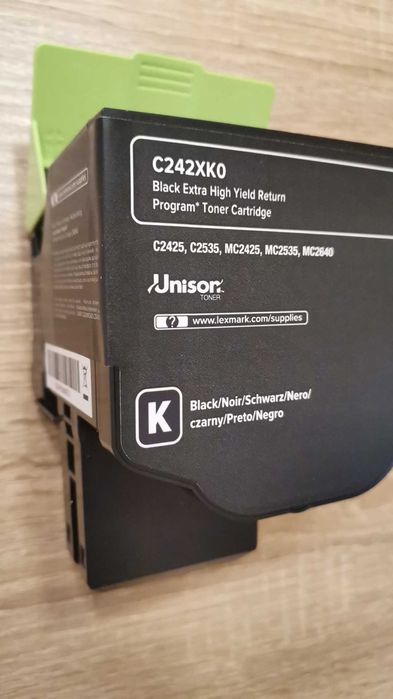 C242XK0
Black Extra High Yield Return
Program* Toner Cartridge
C2425, C2535, MC2425, MC2535, MC2640
Unison
TONER
www.lexmark.com/supplies
K
Black/Noir/Schwarz/Nero/
czarny/Preto/Negro